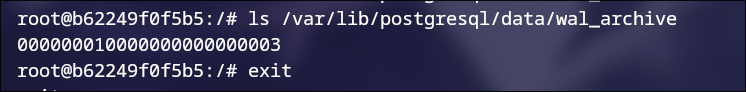 root@b62249f0f5b5:/# ls /var/lib/postgresql/data/wal_archive
000000010000000000000003
root@b62249f0f5b5:/# exit